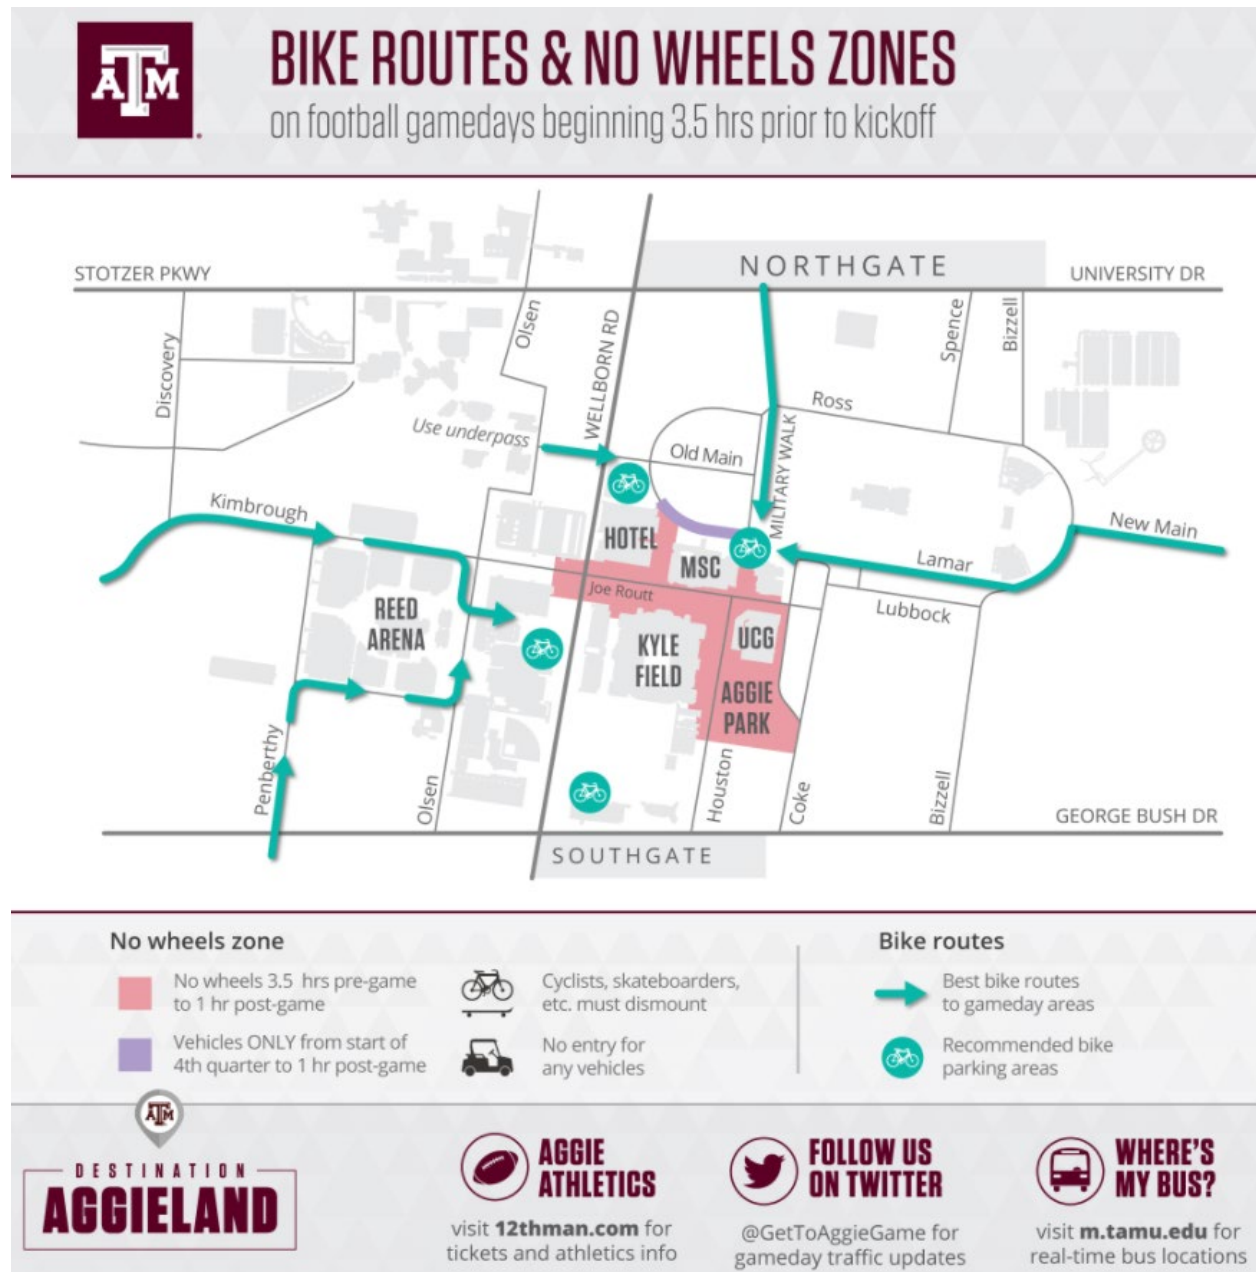 ATM
BIKE ROUTES & NO WHEELS ZONES
on football gamedays beginning 3.5 hrs prior to kickoff
NORTHGATE
STOTZER PKWY
UNIVERSITY DR
Olsen
Spence
Bizzell
Discovery
WELLBORN RD
Ross
Use underpass
Old Main
MILITARY WALK
Kimbrough
New Main
HOTEL
MSC
Lamar
Joe Routt
Lubbock
REED
ARENA
KYLE
FIELD
UCG
AGGIE
PARK
Penberthy
Olsen
Houston
Coke
Bizzell
GEORGE BUSH DR
SOUTHGATE
No wheels zone
No wheels 3.5 hrs pre-game
to 1 hr post-game
Vehicles ONLY from start of
4th quarter to 1 hr post-game
Cyclists, skateboarders,
etc. must dismount
No entry for
any vehicles
Bike routes
Best bike routes
to gameday areas
Recommended bike
parking areas
ATM
DESTINATION
AGGIELAND
AGGIE
ATHLETICS
visit 12thman.com for
tickets and athletics info
FOLLOW US
ON TWITTER
@GetToAggieGame for
gameday traffic updates
WHERE'S
MY BUS?
visit m.tamu.edu for
real-time bus locations